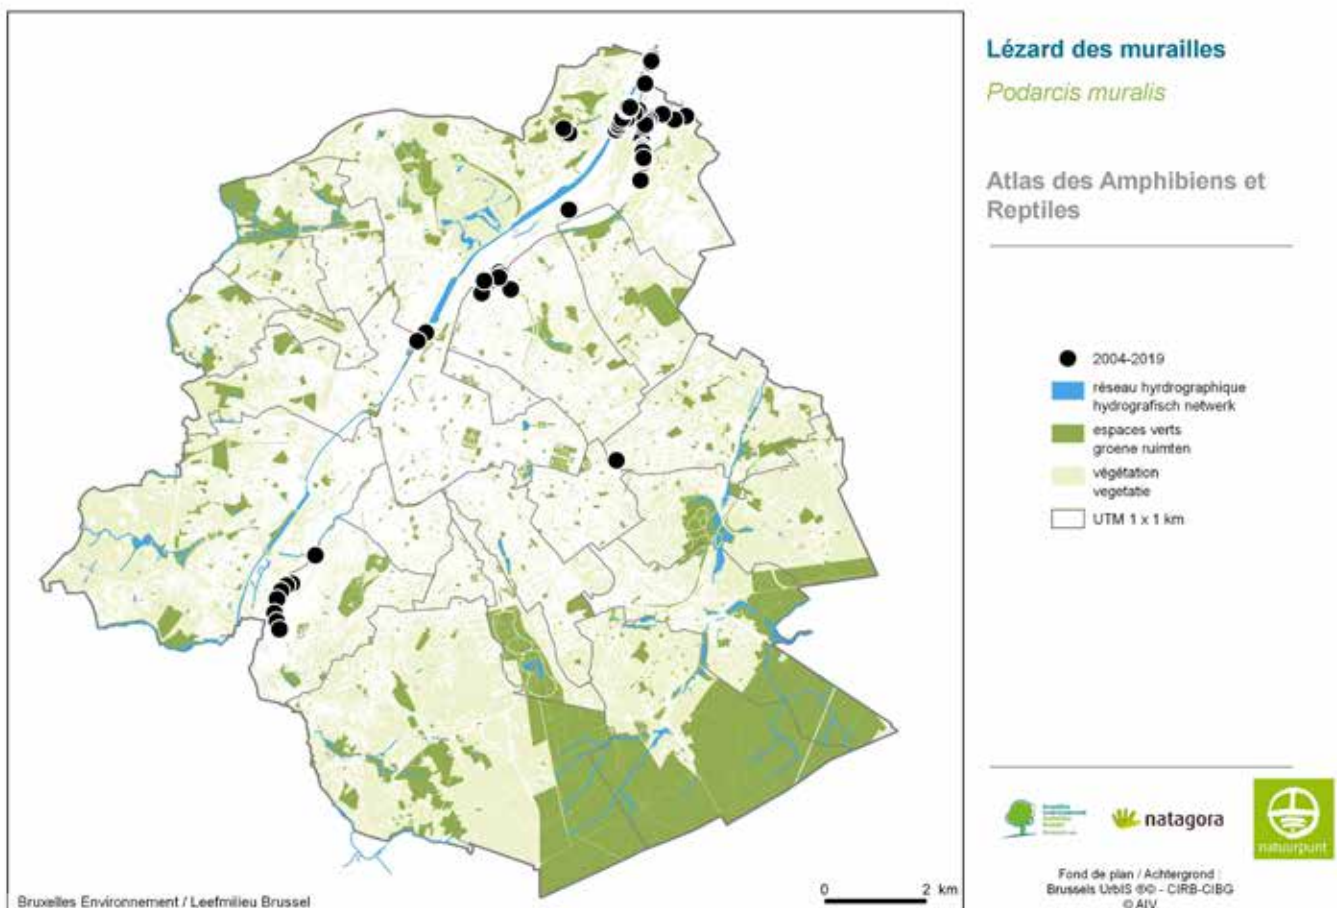 Lézard des murailles
Podarcis muralis
Atlas des Amphibiens et
Reptiles
2004-2019
réseau hyrdrographique
hydrografisch netwerk
espaces verts
groene ruimten
végétation
vegetatie
UTM 1 x 1 km
natagora
natuurpunt
Fond de plan / Achtergrond :
Brussels UrbIS ®© - CIRB-CIBG
© AIV
0 2 km
Bruxelles Environnement / Leefmilieu Brussel